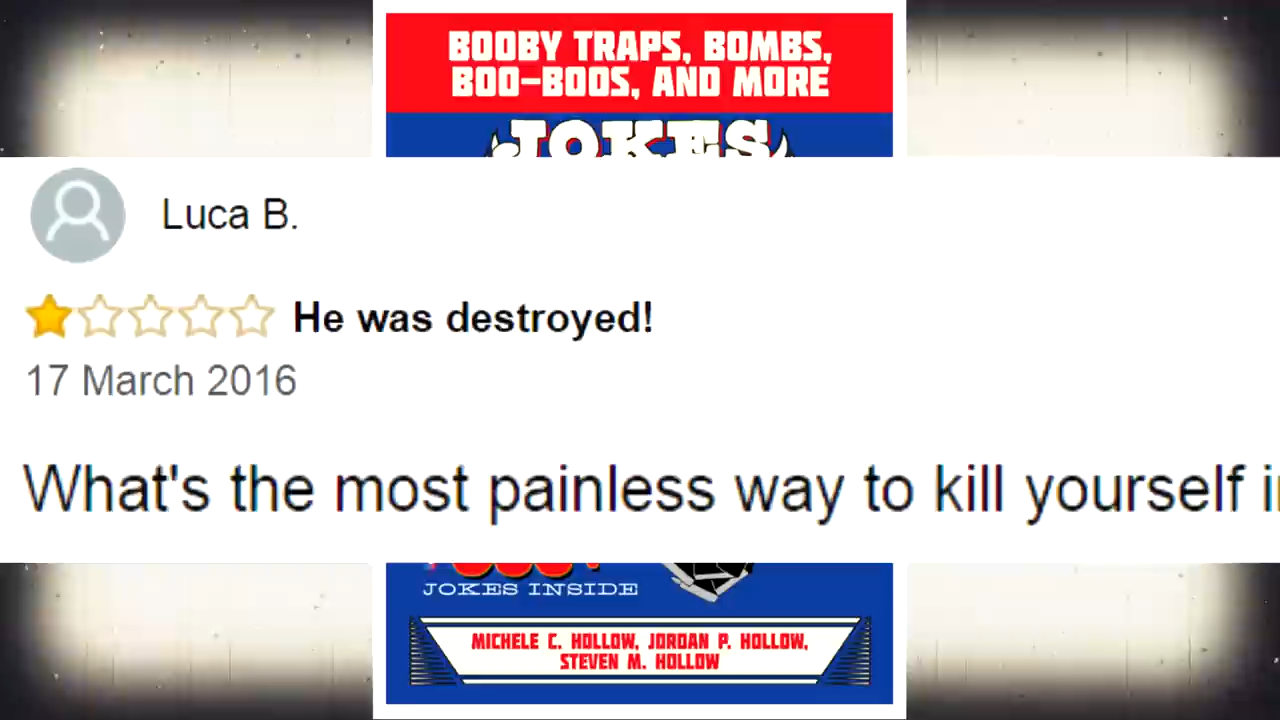 BOOBY TRAPS, BOMBS,
BOO-BOOS, AND MORE
JOKES
Luca B.
He was destroyed!
17 March 2016
What's the most painless way to kill yourself i
JOKES INSIDE
MICHELE C. HOLLOW, JORDAN P. HOLLOW,
STEVEN M. HOLLOW